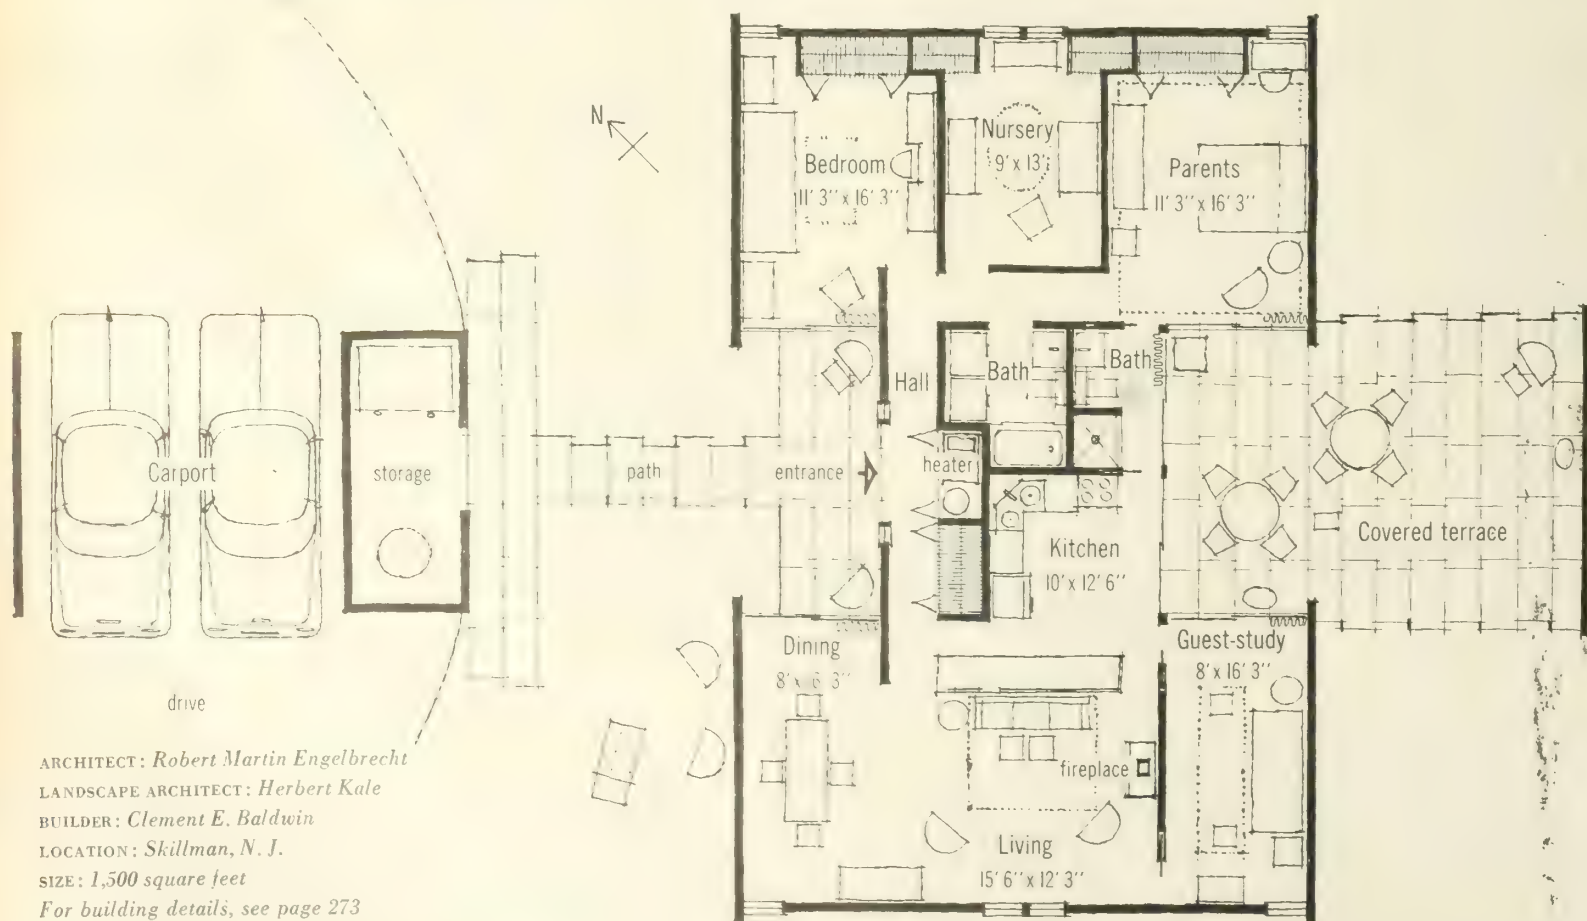 N
Bedroom
11' 3'' x 16' 3''
Nursery
9' x 13'
Parents
11' 3'' x 16' 3''
Carport
storage
path
entrance
Hall
Bath
Bath
heater
Kitchen
10' x 12' 6''
Covered terrace
drive
Dining
8' x 6' 3''
Guest-study
8' x 16' 3''
fireplace
Living
15' 6'' x 12' 3''
ARCHITECT: Robert Martin Engelbrecht
LANDSCAPE ARCHITECT: Herbert Kale
BUILDER: Clement E. Baldwin
LOCATION: Skillman, N. J.
SIZE: 1,500 square feet
For building details, see page 273